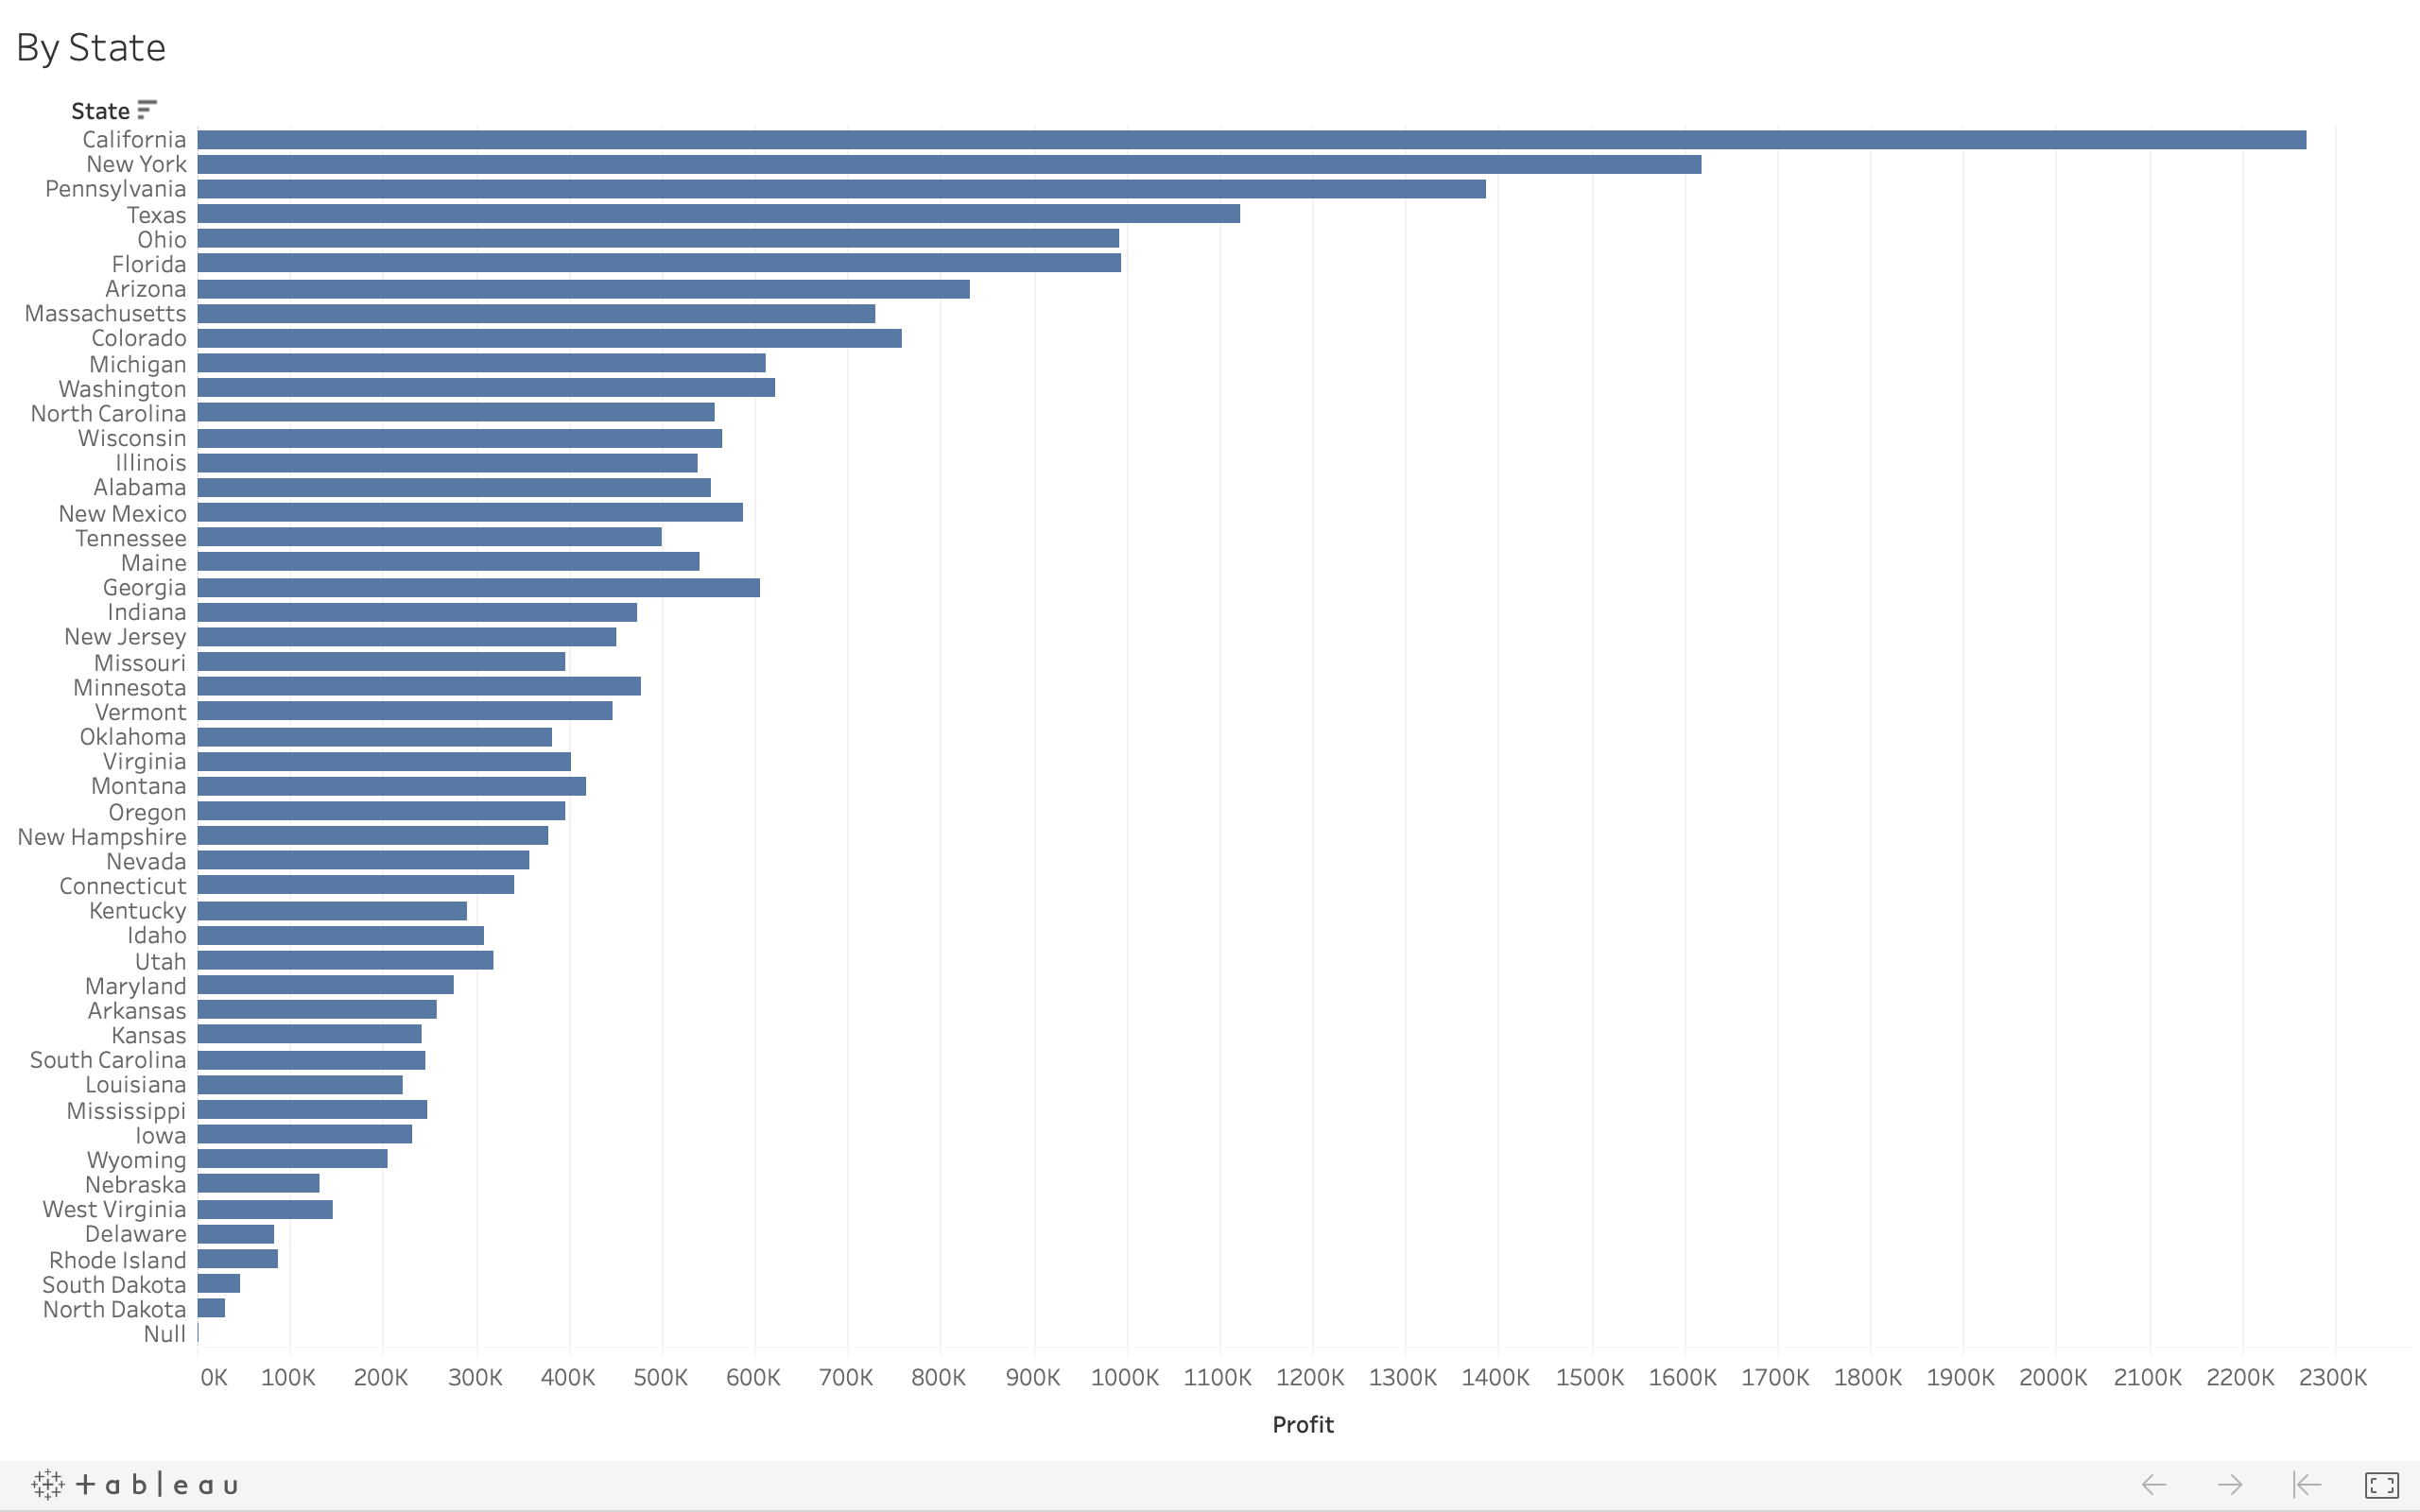 By State
State
California
New York
Pennsylvania
Texas
Ohio
Florida
Arizona
Massachusetts
Colorado
Michigan
Washington
North Carolina
Wisconsin
Illinois
Alabama
New Mexico
Tennessee
Maine
Georgia
Indiana
New Jersey
Missouri
Minnesota
Vermont
Oklahoma
Virginia
Montana
Oregon
New Hampshire
Nevada
Connecticut
Kentucky
Idaho
Utah
Maryland
Arkansas
Kansas
South Carolina
Louisiana
Mississippi
Iowa
Wyoming
Nebraska
West Virginia
Delaware
Rhode Island
South Dakota
North Dakota
Null
0K 100K 200K 300K 400K 500K 600K 700K 800K 900K 1000K 1100K 1200K 1300K 1400K 1500K 1600K 1700K 1800K 1900K 2000K 2100K 2200K 2300K
Profit
+ableau